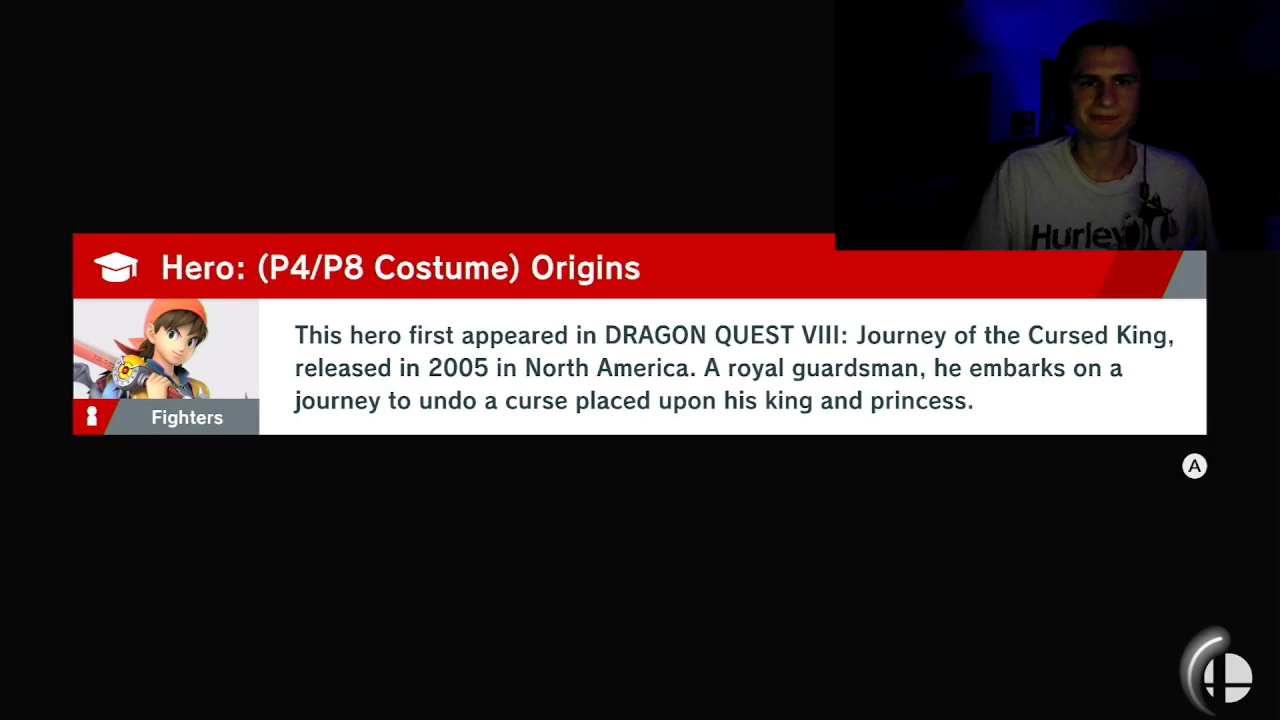 Hurley
Hero: (P4/P8 Costume) Origins
This hero first appeared in DRAGON QUEST VIII: Journey of the Cursed King,
released in 2005 in North America. A royal guardsman, he embarks on a
journey to undo a curse placed upon his king and princess.
Fighters
A